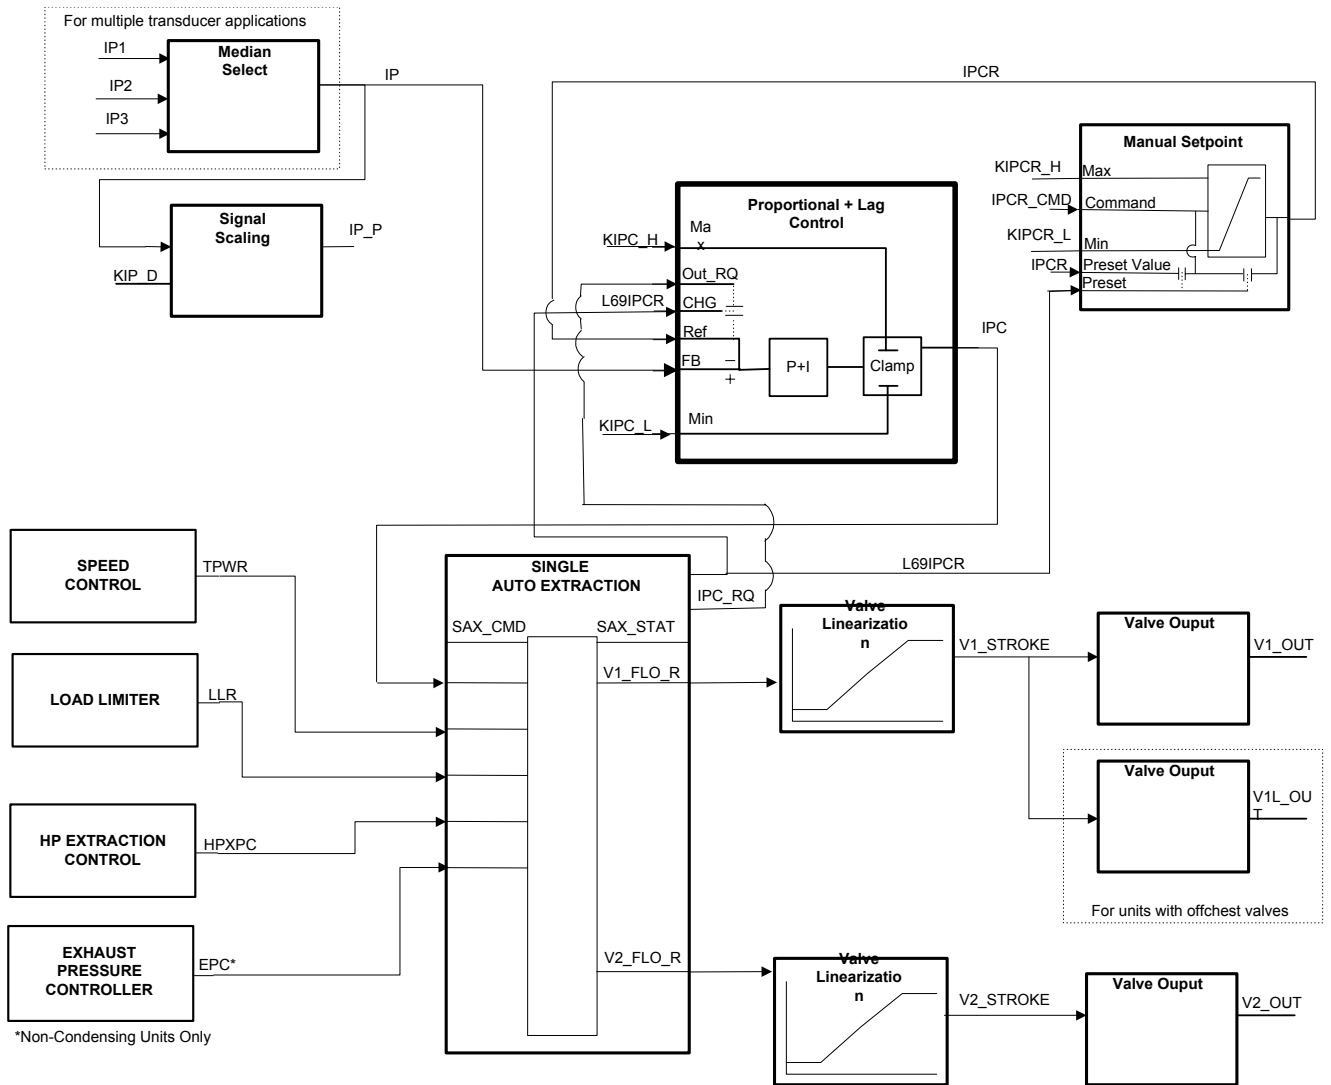 For multiple transducer applications
IP1
IP2
IP3
Median
Select
IP
IPCR
Manual Setpoint
KIPCR_H
Max
IPCR_CMD
Command
KIPCR_L
Min
IPCR
Preset Value
Preset
Signal
Scaling
IP_P
KIP_D
Proportional + Lag
Control
Ma
x
KIPC_H
Out_RQ
L69IPCR
CHG
Ref
FB
–
+
P+I
Clamp
IPC
KIPC_L
Min
SPEED
CONTROL
TPWR
SINGLE
AUTO EXTRACTION
L69IPCR
IPC_RQ
SAX_CMD
SAX_STAT
V1_FLO_R
Valve
Linearizatio
n
V1_STROKE
Valve Ouput
V1_OUT
LOAD LIMITER
LLR
Valve Ouput
V1L_OU
T
HP EXTRACTION
CONTROL
HPXPC
For units with offchest valves
EXHAUST
PRESSURE
CONTROLLER
EPC*
V2_FLO_R
Valve
Linearizatio
n
V2_STROKE
Valve Ouput
V2_OUT
*Non-Condensing Units Only